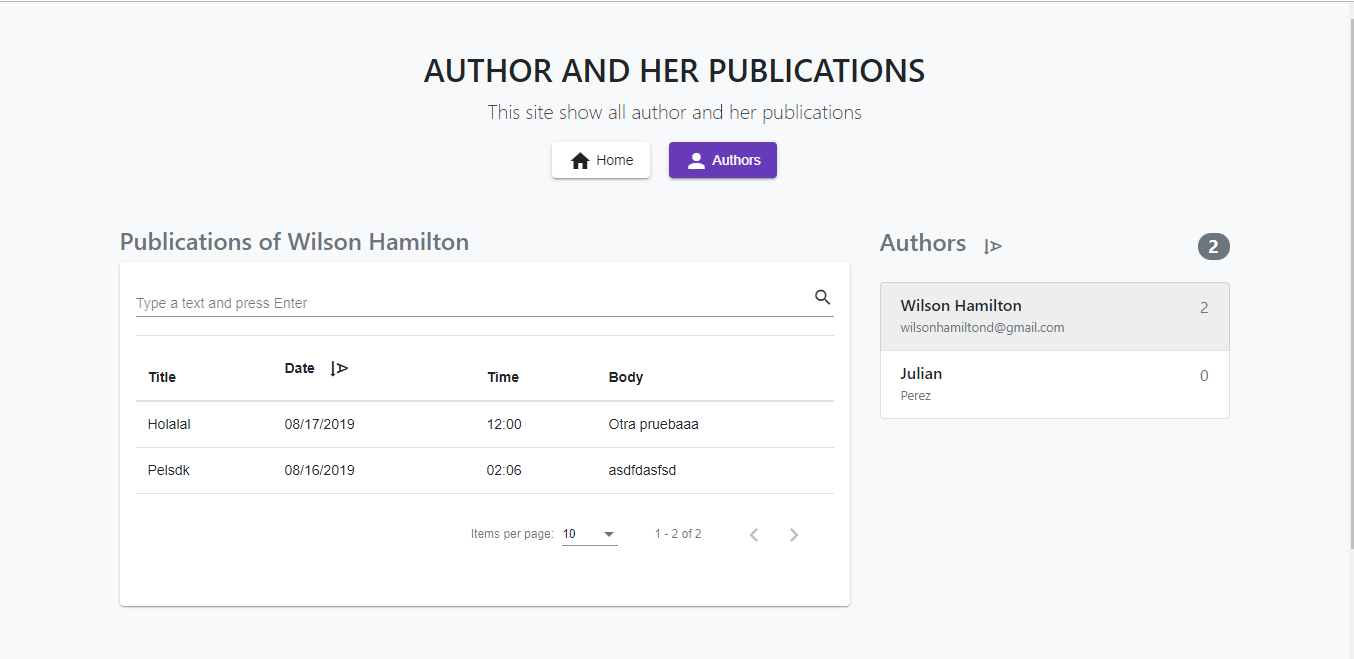 AUTHOR AND HER PUBLICATIONS
This site show all author and her publications
Home Authors
Publications of Wilson Hamilton
Type a text and press Enter
Title Date Time Body
Holalal 08/17/2019 12:00 Otra pruebaaa
Pelsdk 08/16/2019 02:06 asdfdasfsd
Items per page: 10 1 - 2 of 2
Authors 2
Wilson Hamilton 2
wilsonhamiltond@gmail.com
Julian 0
Perez